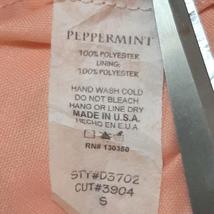 PEPPERMINT
100% POLYESTER
LINING:
100% POLYESTER
HAND WASH COLD
DO NOT BLEACH
HANG OR LINE DRY
MADE IN U.S.A.
HECHO EN E.U.A
RN# 130350
STY#D3702
CUT#3904
S